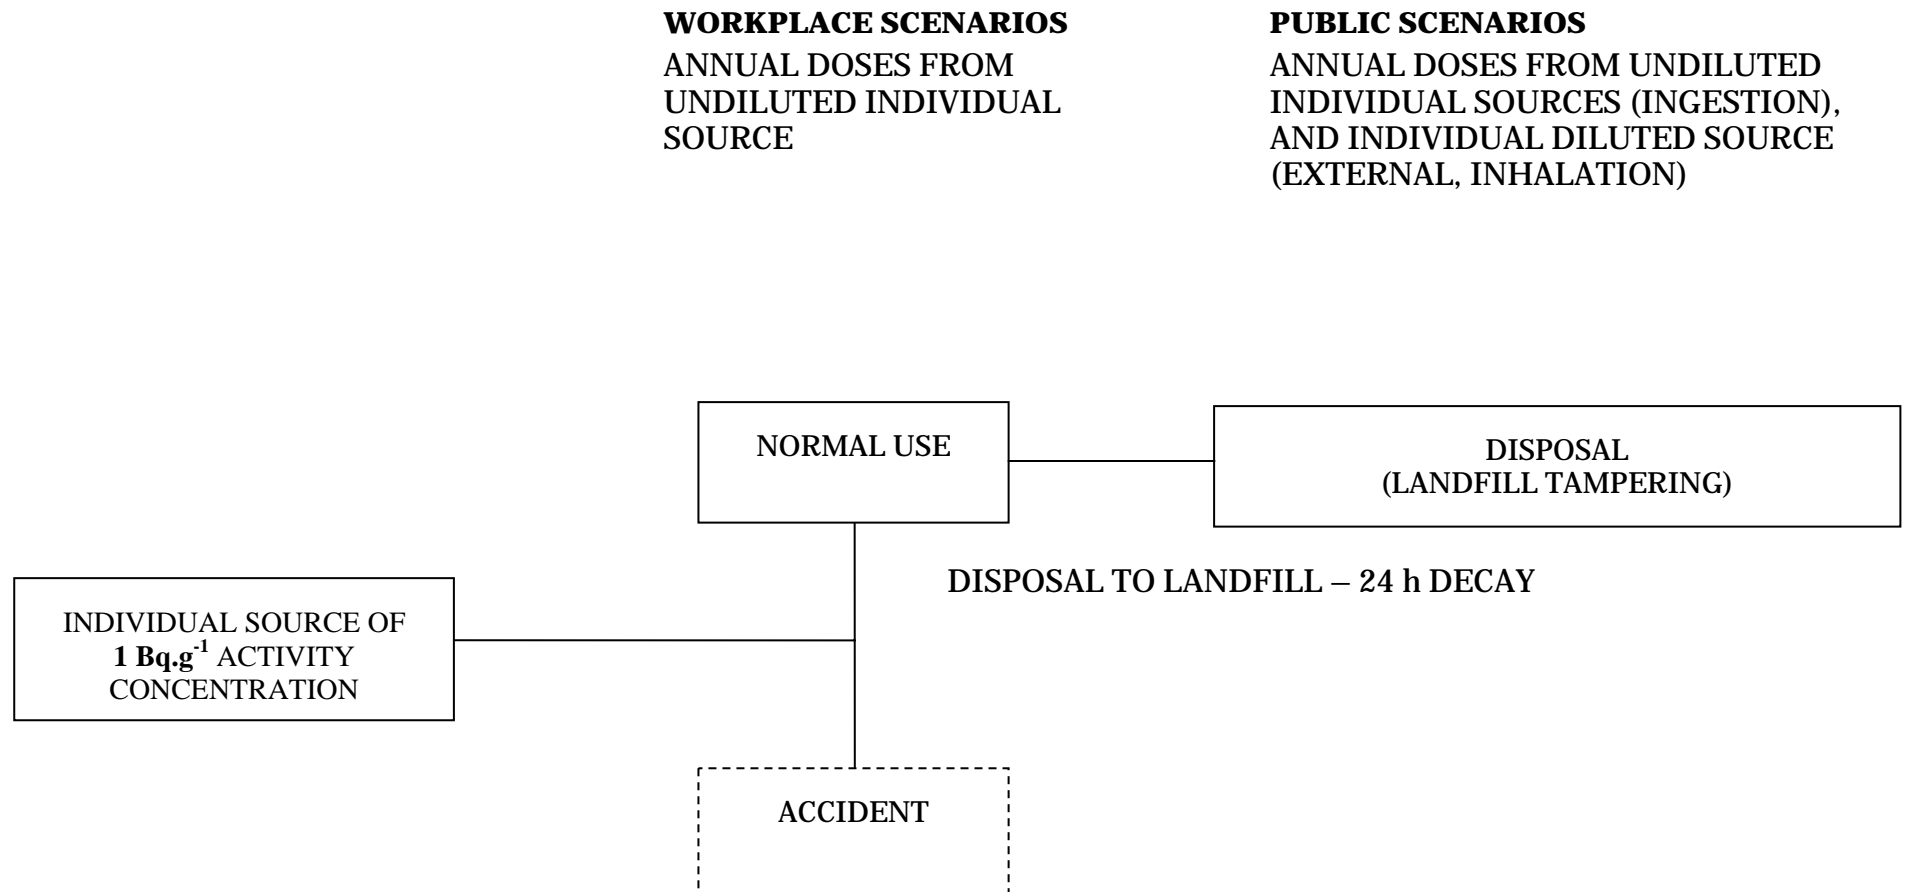 WORKPLACE SCENARIOS
ANNUAL DOSES FROM
UNDILUTED INDIVIDUAL
SOURCE
PUBLIC SCENARIOS
ANNUAL DOSES FROM UNDILUTED
INDIVIDUAL SOURCES (INGESTION),
AND INDIVIDUAL DILUTED SOURCE
(EXTERNAL, INHALATION)
NORMAL USE
DISPOSAL
(LANDFILL TAMPERING)
DISPOSAL TO LANDFILL – 24 h DECAY
INDIVIDUAL SOURCE OF
1 Bq.g⁻¹ ACTIVITY
CONCENTRATION
ACCIDENT